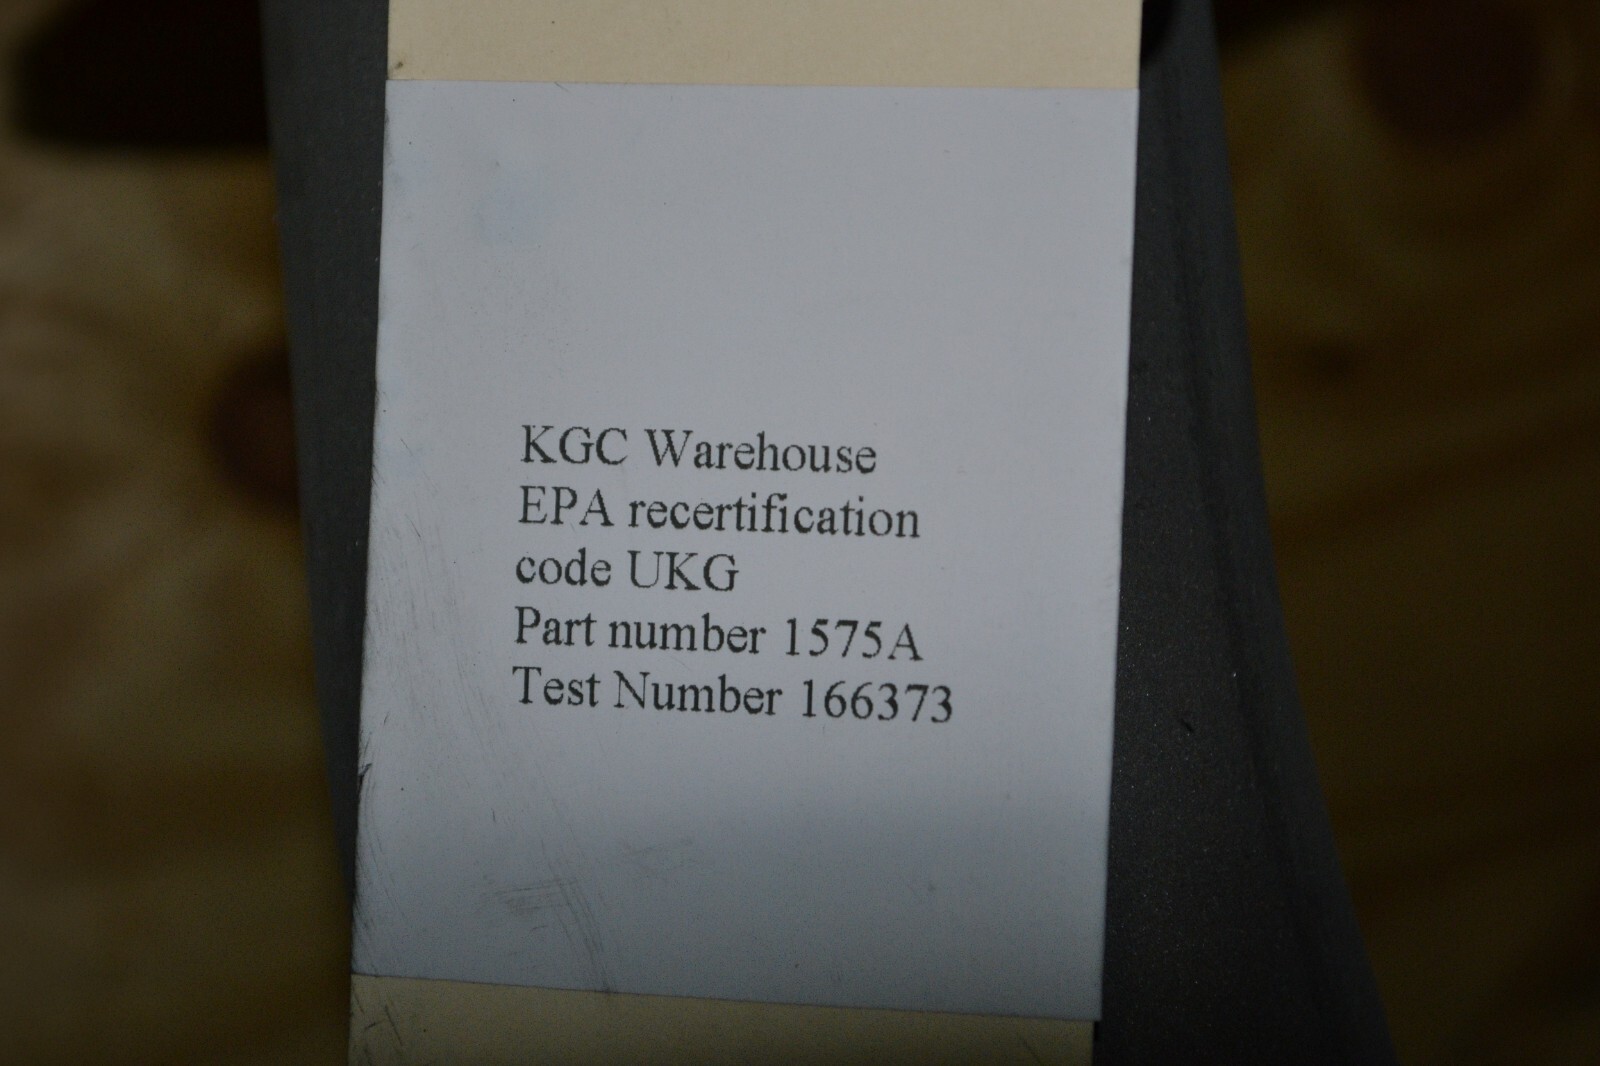 KGC Warehouse
EPA recertification
code UKG
Part number 1575A
Test Number 166373